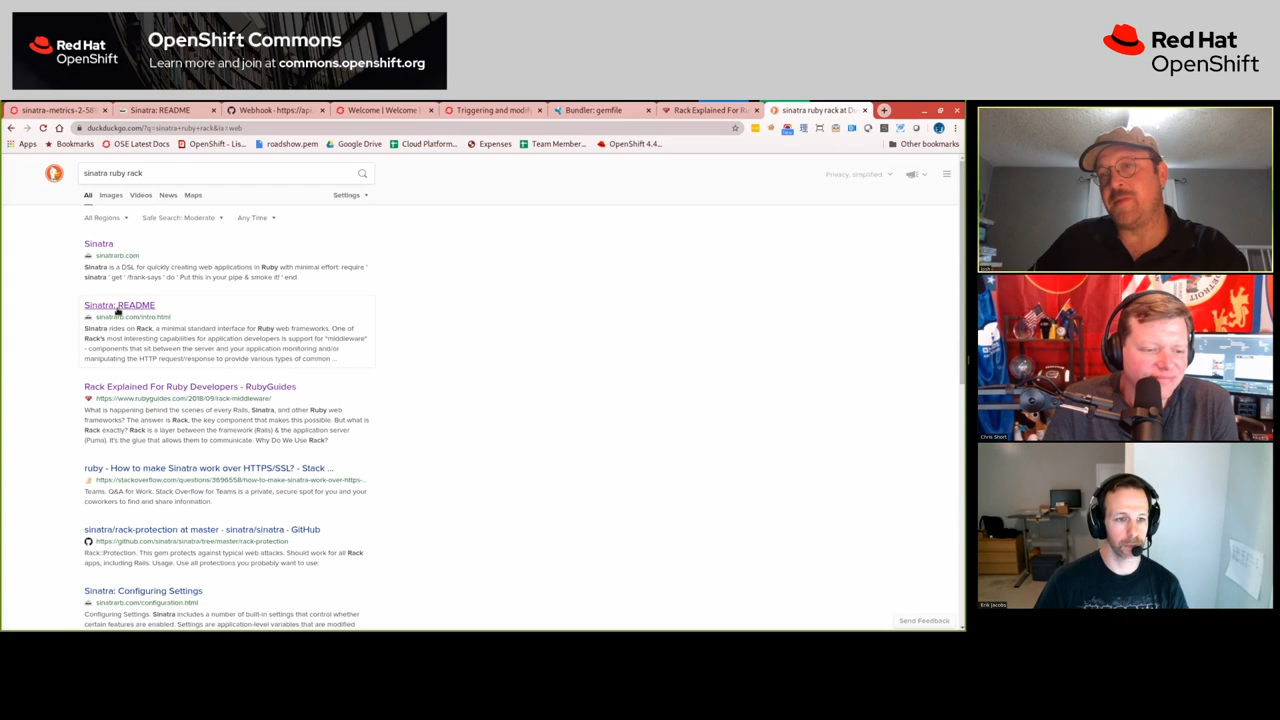 Red Hat
OpenShift
OpenShift Commons
Learn more and join at commons.openshift.org
Red Hat
OpenShift
sinatra-metrics-2-58
Sinatra: README
Webhook - https://api.
Welcome | Welcome
Triggering and modif
Bundler: gemfile
Rack Explained For Ru
sinatra ruby rack at Du
duckduckgo.com/?q=sinatra+ruby+rack&ia=web
Apps
Bookmarks
OSE Latest Docs
OpenShift - Lis...
roadshow.pem
Google Drive
Cloud Platform...
Expenses
Team Member...
OpenShift 4.4...
Other bookmarks
sinatra ruby rack
Privacy, simplified.
All Images Videos News Maps
Settings
All Regions
Safe Search: Moderate
Any Time
Sinatra
sinatrarb.com
Sinatra is a DSL for quickly creating web applications in Ruby with minimal effort: require '
sinatra ' get ' /frank-says ' do ' Put this in your pipe & smoke it! ' end
Sinatra: README
sinatrarb.com/intro.html
Sinatra rides on Rack, a minimal standard interface for Ruby web frameworks. One of
Rack's most interesting capabilities for application developers is support for "middleware"
- components that sit between the server and your application monitoring and/or
manipulating the HTTP request/response to provide various types of common ...
Rack Explained For Ruby Developers - RubyGuides
https://www.rubyguides.com/2018/09/rack-middleware/
What is happening behind the scenes of every Rails, Sinatra, and other Ruby web
frameworks? The answer is Rack, the key component that makes this possible. But what is
Rack exactly? Rack is a layer between the framework (Rails) & the application server
(Puma). It's the glue that allows them to communicate. Why Do We Use Rack?
ruby - How to make Sinatra work over HTTPS/SSL? - Stack ...
https://stackoverflow.com/questions/3696558/how-to-make-sinatra-work-over-https-..
Teams. Q&A for Work. Stack Overflow for Teams is a private, secure spot for you and your
coworkers to find and share information.
sinatra/rack-protection at master · sinatra/sinatra · GitHub
https://github.com/sinatra/sinatra/tree/master/rack-protection
Rack::Protection. This gem protects against typical web attacks. Should work for all Rack
apps, including Rails. Usage. Use all protections you probably want to use:
Sinatra: Configuring Settings
sinatrarb.com/configuration.html
Configuring Settings. Sinatra includes a number of built-in settings that control whether
certain features are enabled. Settings are application-level variables that are modified
Send Feedback
Josh
DETROIT
Chris Short
Erik Jacobs